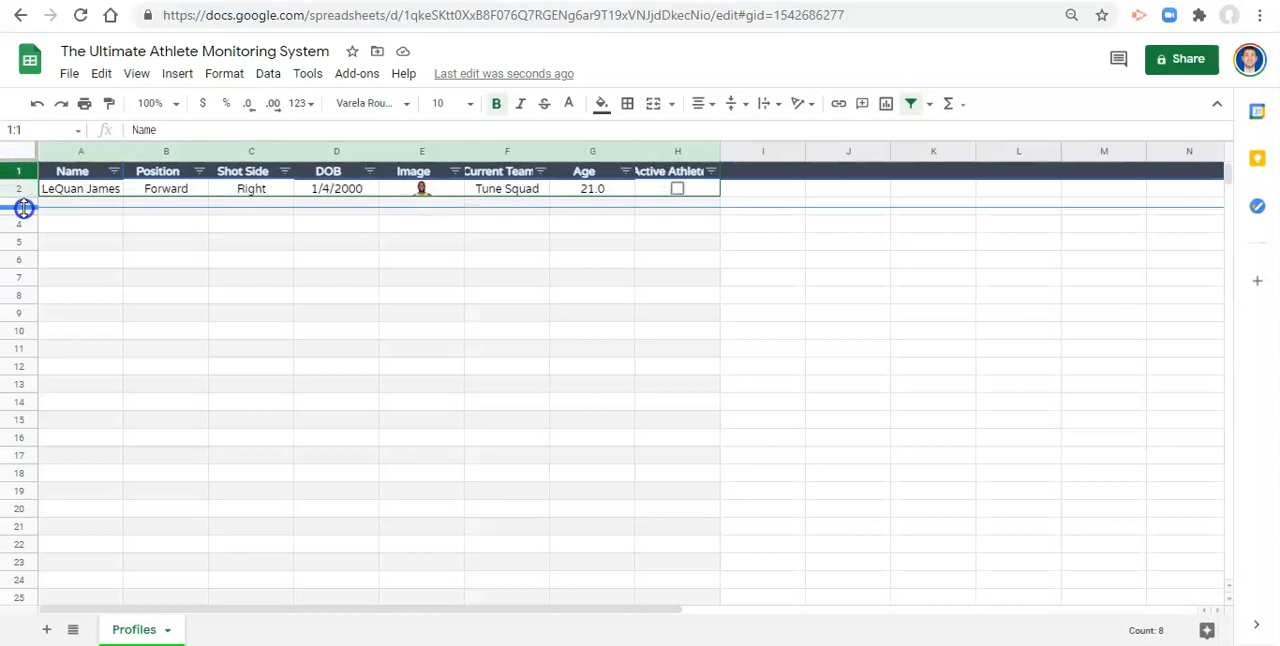 https://docs.google.com/spreadsheets/d/1qkeSKtt0XxB8F076Q7RGENg6ar9T19xVNJjdDkecNio/edit#gid=1542686277
The Ultimate Athlete Monitoring System
File Edit View Insert Format Data Tools Add-ons Help Last edit was seconds ago
Share
100% $ % .0 .00 123 Varela Rou... 10 B I S A
1:1 fx Name
A B C D E F G H I J K L M N
1 Name Position Shot Side DOB Image Current Team Age Active Athlete
2 LeQuan James Forward Right 1/4/2000 Tune Squad 21.0
4
5
6
7
8
9
10
11
12
13
14
15
16
17
18
19
20
21
22
23
24
25
Profiles
Count: 8